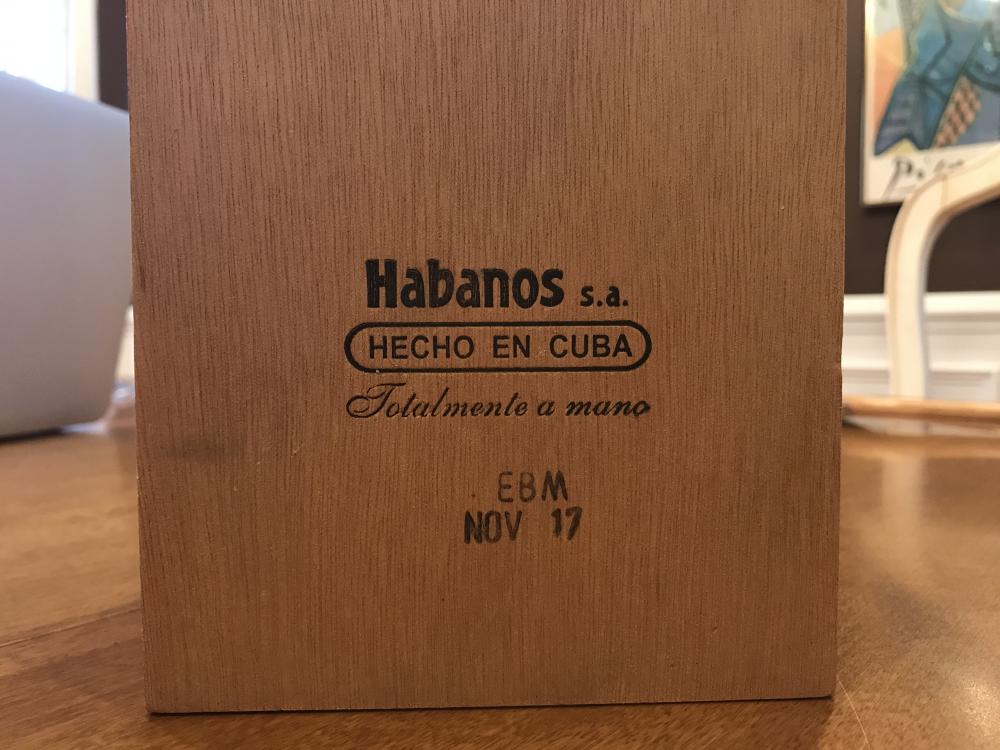 Habanos s.a.
HECHO EN CUBA
Totalmente a mano
EBM
NOV 17